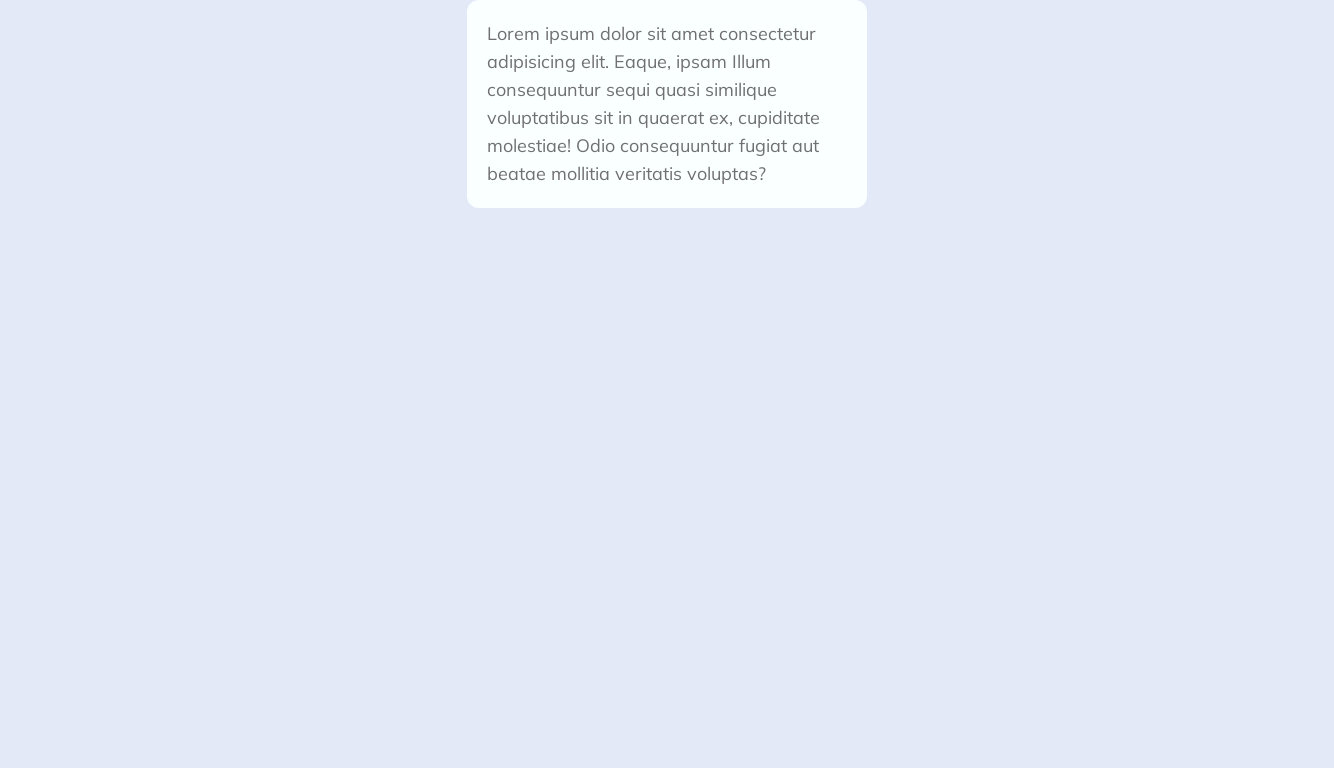 Lorem ipsum dolor sit amet consectetur
adipisicing elit. Eaque, ipsam Illum
consequuntur sequi quasi similique
voluptatibus sit in quaerat ex, cupiditate
molestiae! Odio consequuntur fugiat aut
beatae mollitia veritatis voluptas?